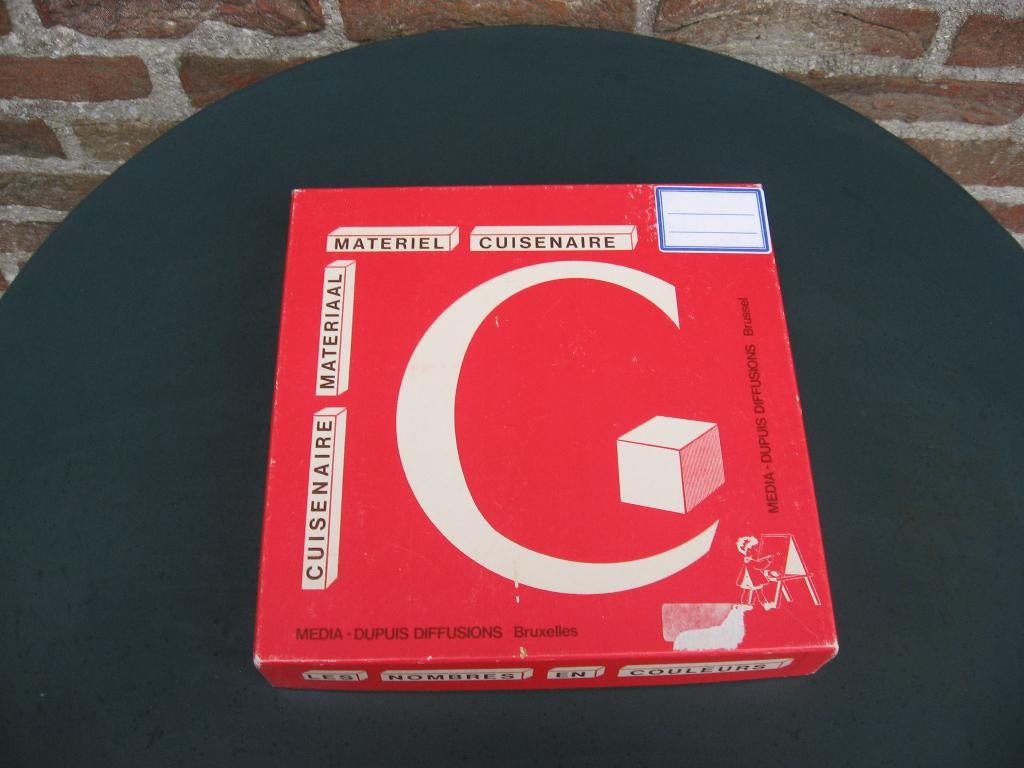 MATERIEL CUISENAIRE
CUISENAIRE MATERIAAL
C
MEDIA - DUPUIS DIFFUSIONS Brussel
MEDIA - DUPUIS DIFFUSIONS Bruxelles
LES NOMBRES EN COULEURS